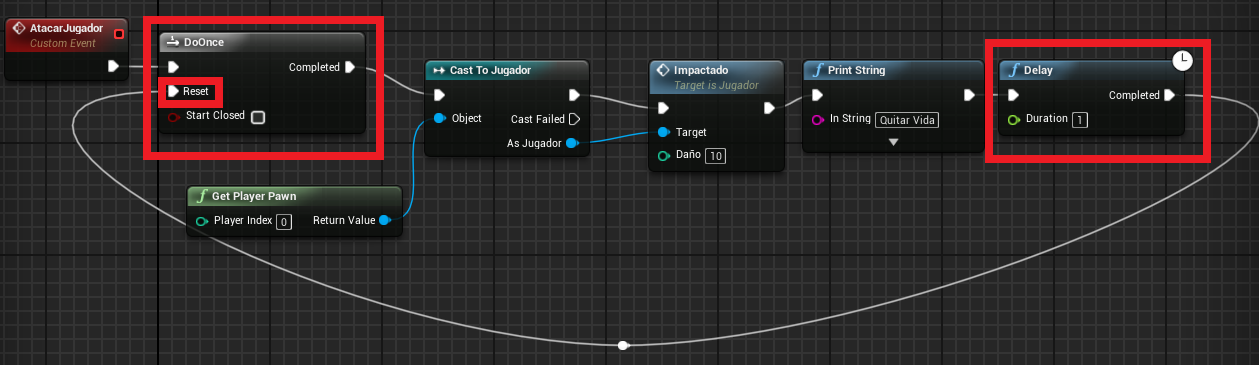 AtacarJugador
Custom Event
DoOnce
Completed
Reset
Start Closed
Get Player Pawn
Player Index 0
Return Value
Cast To Jugador
Object
Cast Failed
As Jugador
Impactado
Target is Jugador
Target
Daño 10
Print String
In String Quitar Vida
Delay
Completed
Duration 1